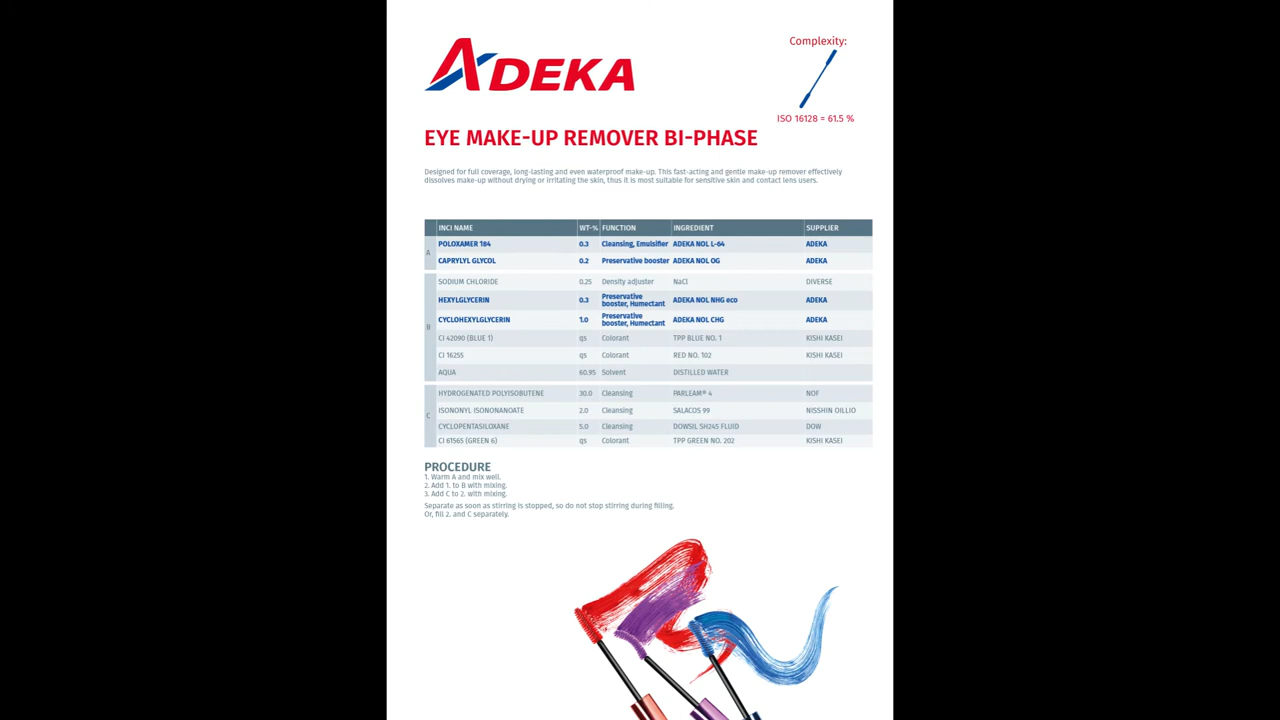 ADEKA
Complexity:
ISO 16128 = 61.5 %
EYE MAKE-UP REMOVER BI-PHASE
Designed for full coverage, long-lasting and even waterproof make-up. This fast-acting and gentle make-up remover effectively
dissolves make-up without drying or irritating the skin, thus it is most suitable for sensitive skin and contact lens users.
INCI NAME WT-% FUNCTION INGREDIENT SUPPLIER
A
POLOXAMER 184 0.3 Cleansing, Emulsifier ADEKA NOL L-64 ADEKA
CAPRYLYL GLYCOL 0.2 Preservative booster ADEKA NOL OG ADEKA
B
SODIUM CHLORIDE 0.25 Density adjuster NaCl DIVERSE
HEXYLGLYCERIN 0.3 Preservative booster, Humectant ADEKA NOL NHG eco ADEKA
CYCLOHEXYLGLYCERIN 1.0 Preservative booster, Humectant ADEKA NOL CHG ADEKA
CI 42090 (BLUE 1) qs Colorant TPP BLUE NO. 1 KISHI KASEI
CI 16255 qs Colorant RED NO. 102 KISHI KASEI
AQUA 60.95 Solvent DISTILLED WATER
C
HYDROGENATED POLYISOBUTENE 30.0 Cleansing PARLEAM® 4 NOF
ISONONYL ISONONANOATE 2.0 Cleansing SALACOS 99 NISSHIN OILLIO
CYCLOPENTASILOXANE 5.0 Cleansing DOWSIL SH245 FLUID DOW
CI 61565 (GREEN 6) qs Colorant TPP GREEN NO. 202 KISHI KASEI
PROCEDURE
1. Warm A and mix well.
2. Add 1. to B with mixing.
3. Add C to 2. with mixing.
Separate as soon as stirring is stopped, so do not stop stirring during filling.
Or, fill 2. and C separately.